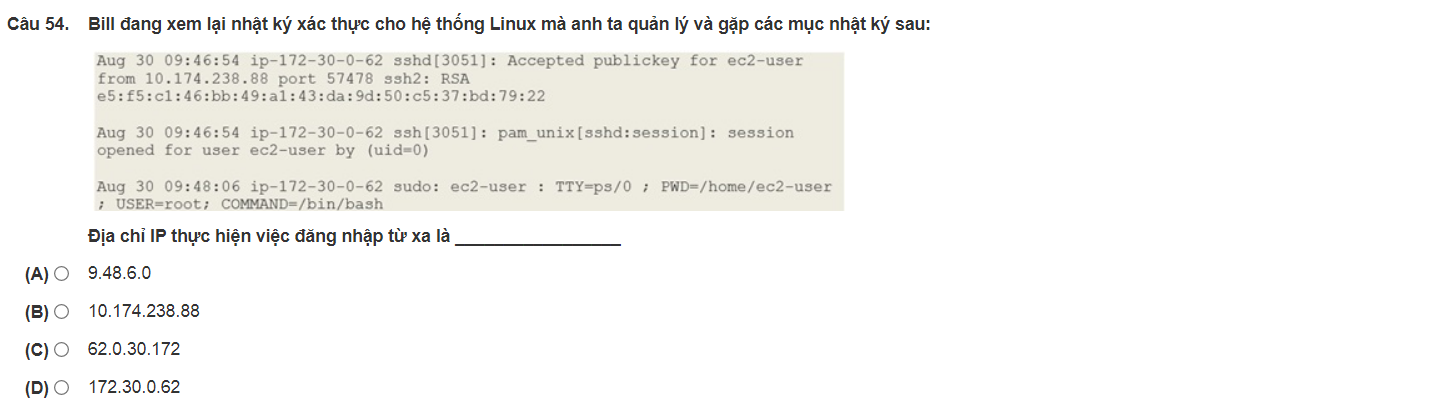 Câu 54. Bill đang xem lại nhật ký xác thực cho hệ thống Linux mà anh ta quản lý và gặp các mục nhật ký sau:
Aug 30 09:46:54 ip-172-30-0-62 sshd[3051]: Accepted publickey for ec2-user
from 10.174.238.88 port 57478 ssh2: RSA
e5:f5:c1:46:bb:49:a1:43:da:9d:50:c5:37:bd:79:22
Aug 30 09:46:54 ip-172-30-0-62 ssh[3051]: pam_unix[sshd:session]: session
opened for user ec2-user by (uid=0)
Aug 30 09:48:06 ip-172-30-0-62 sudo: ec2-user : TTY=ps/0 ; PWD=/home/ec2-user
; USER=root; COMMAND=/bin/bash
Địa chỉ IP thực hiện việc đăng nhập từ xa là _________________
(A) 9.48.6.0
(B) 10.174.238.88
(C) 62.0.30.172
(D) 172.30.0.62